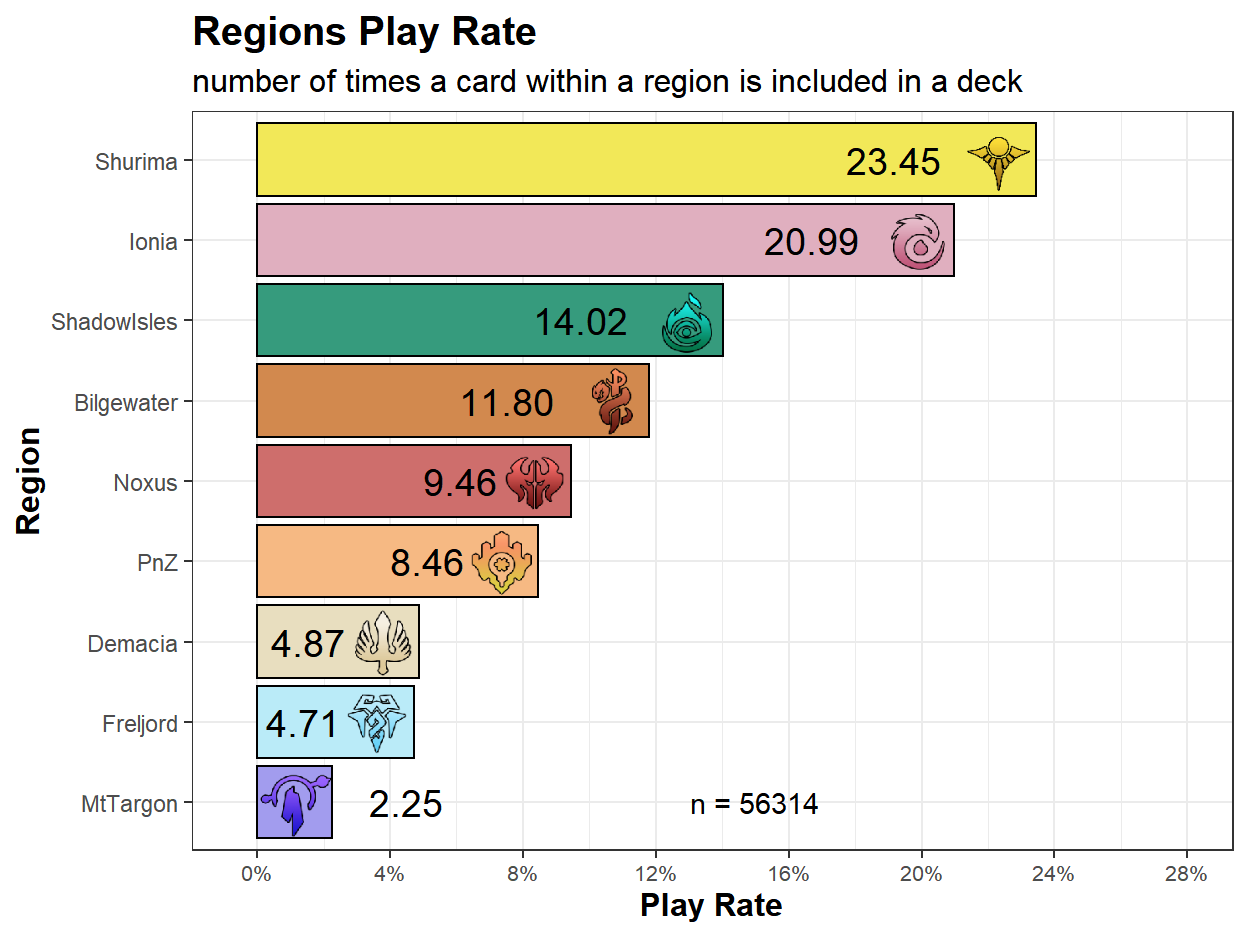 Regions Play Rate
number of times a card within a region is included in a deck
Region
Shurima 23.45
Ionia 20.99
ShadowIsles 14.02
Bilgewater 11.80
Noxus 9.46
PnZ 8.46
Demacia 4.87
Freljord 4.71
MtTargon 2.25 n = 56314
0% 4% 8% 12% 16% 20% 24% 28%
Play Rate